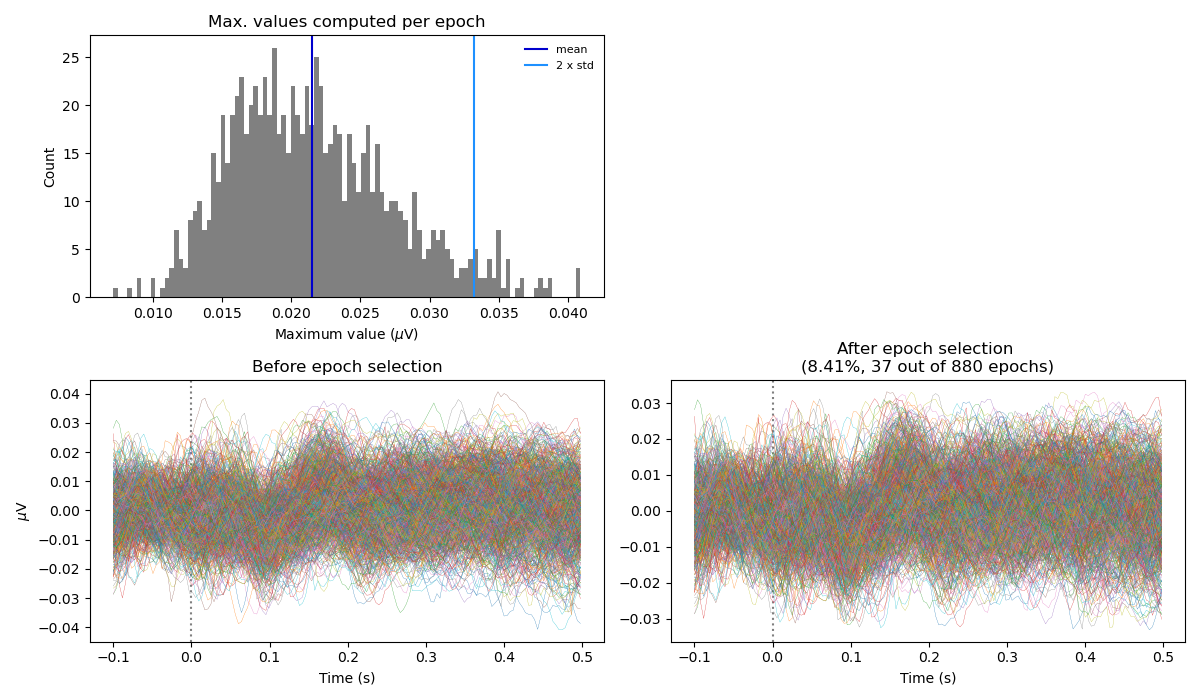 Max. values computed per epoch
mean
2 x std
Count
25
20
15
10
5
0
0.010 0.015 0.020 0.025 0.030 0.035 0.040
Maximum value (μV)
Before epoch selection
μV
0.04
0.03
0.02
0.01
0.00
−0.01
−0.02
−0.03
−0.04
−0.1 0.0 0.1 0.2 0.3 0.4 0.5
Time (s)
After epoch selection
(8.41%, 37 out of 880 epochs)
0.03
0.02
0.01
0.00
−0.01
−0.02
−0.03
−0.1 0.0 0.1 0.2 0.3 0.4 0.5
Time (s)